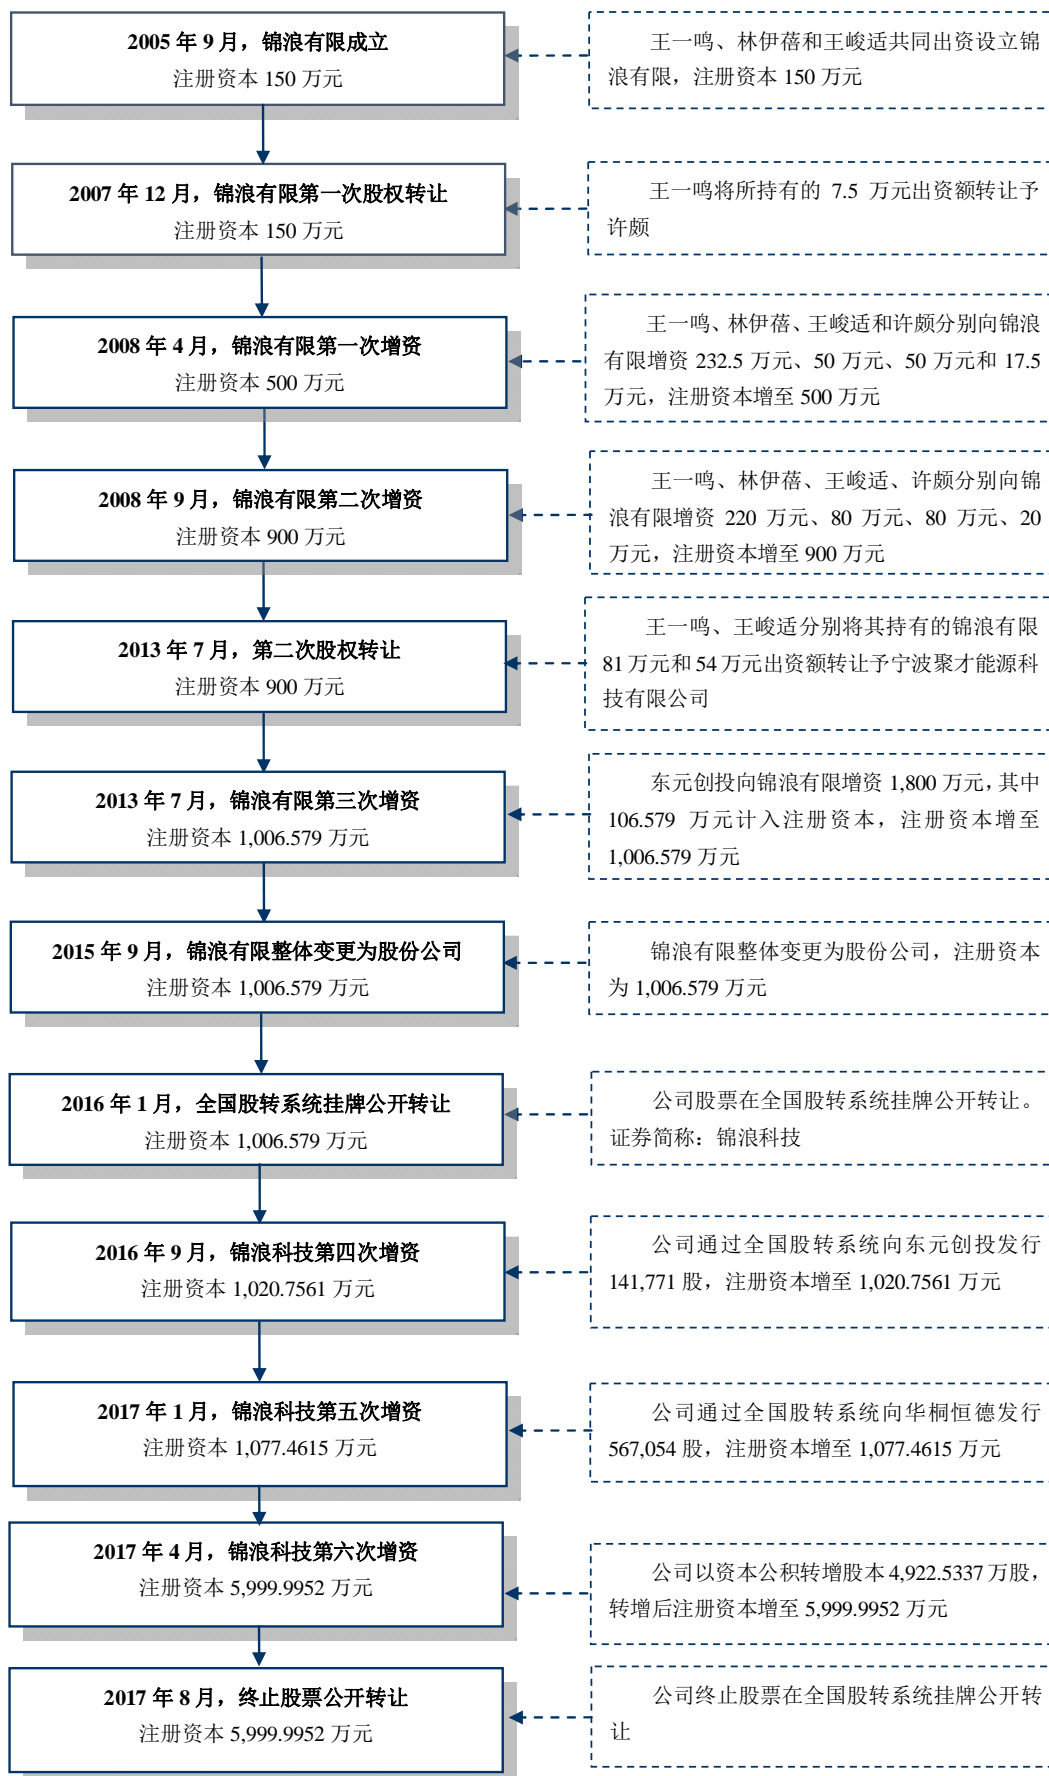 2005 年 9 月，锦浪有限成立
注册资本 150 万元
王一鸣、林伊蓓和王峻适共同出资设立锦
浪有限，注册资本 150 万元
2007 年 12 月，锦浪有限第一次股权转让
注册资本 150 万元
王一鸣将所持有的 7.5 万元出资额转让予
许颇
2008 年 4 月，锦浪有限第一次增资
注册资本 500 万元
王一鸣、林伊蓓、王峻适和许颇分别向锦浪
有限增资 232.5 万元、50 万元、50 万元和 17.5
万元，注册资本增至 500 万元
2008 年 9 月，锦浪有限第二次增资
注册资本 900 万元
王一鸣、林伊蓓、王峻适、许颇分别向锦
浪有限增资 220 万元、80 万元、80 万元、20
万元，注册资本增至 900 万元
2013 年 7 月，第二次股权转让
注册资本 900 万元
王一鸣、王峻适分别将其持有的锦浪有限
81 万元和 54 万元出资额转让予宁波聚才能源科
技有限公司
2013 年 7 月，锦浪有限第三次增资
注册资本 1,006.579 万元
东元创投向锦浪有限增资 1,800 万元，其中
106.579 万元计入注册资本，注册资本增至
1,006.579 万元
2015 年 9 月，锦浪有限整体变更为股份公司
注册资本 1,006.579 万元
锦浪有限整体变更为股份公司，注册资本
为 1,006.579 万元
2016 年 1 月，全国股转系统挂牌公开转让
注册资本 1,006.579 万元
公司股票在全国股转系统挂牌公开转让。
证券简称：锦浪科技
2016 年 9 月，锦浪科技第四次增资
注册资本 1,020.7561 万元
公司通过全国股转系统向东元创投发行
141,771 股，注册资本增至 1,020.7561 万元
2017 年 1 月，锦浪科技第五次增资
注册资本 1,077.4615 万元
公司通过全国股转系统向华桐恒德发行
567,054 股，注册资本增至 1,077.4615 万元
2017 年 4 月，锦浪科技第六次增资
注册资本 5,999.9952 万元
公司以资本公积转增股本 4,922.5337 万股，
转增后注册资本增至 5,999.9952 万元
2017 年 8 月，终止股票公开转让
注册资本 5,999.9952 万元
公司终止股票在全国股转系统挂牌公开转
让